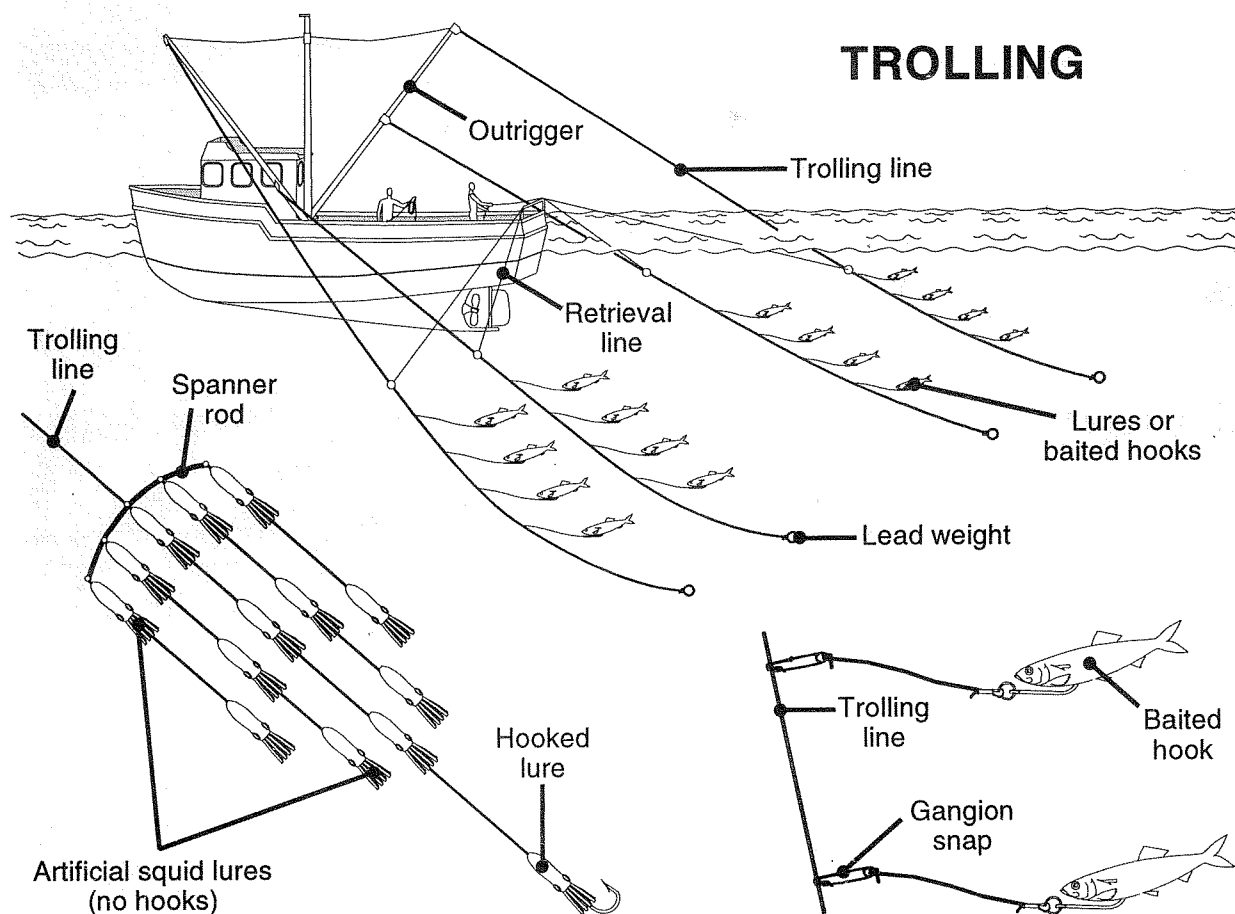 TROLLING
Outrigger
Trolling line
Retrieval
line
Trolling
line
Spanner
rod
Lures or
baited hooks
Lead weight
Hooked
lure
Trolling
line
Baited
hook
Gangion
snap
Artificial squid lures
(no hooks)